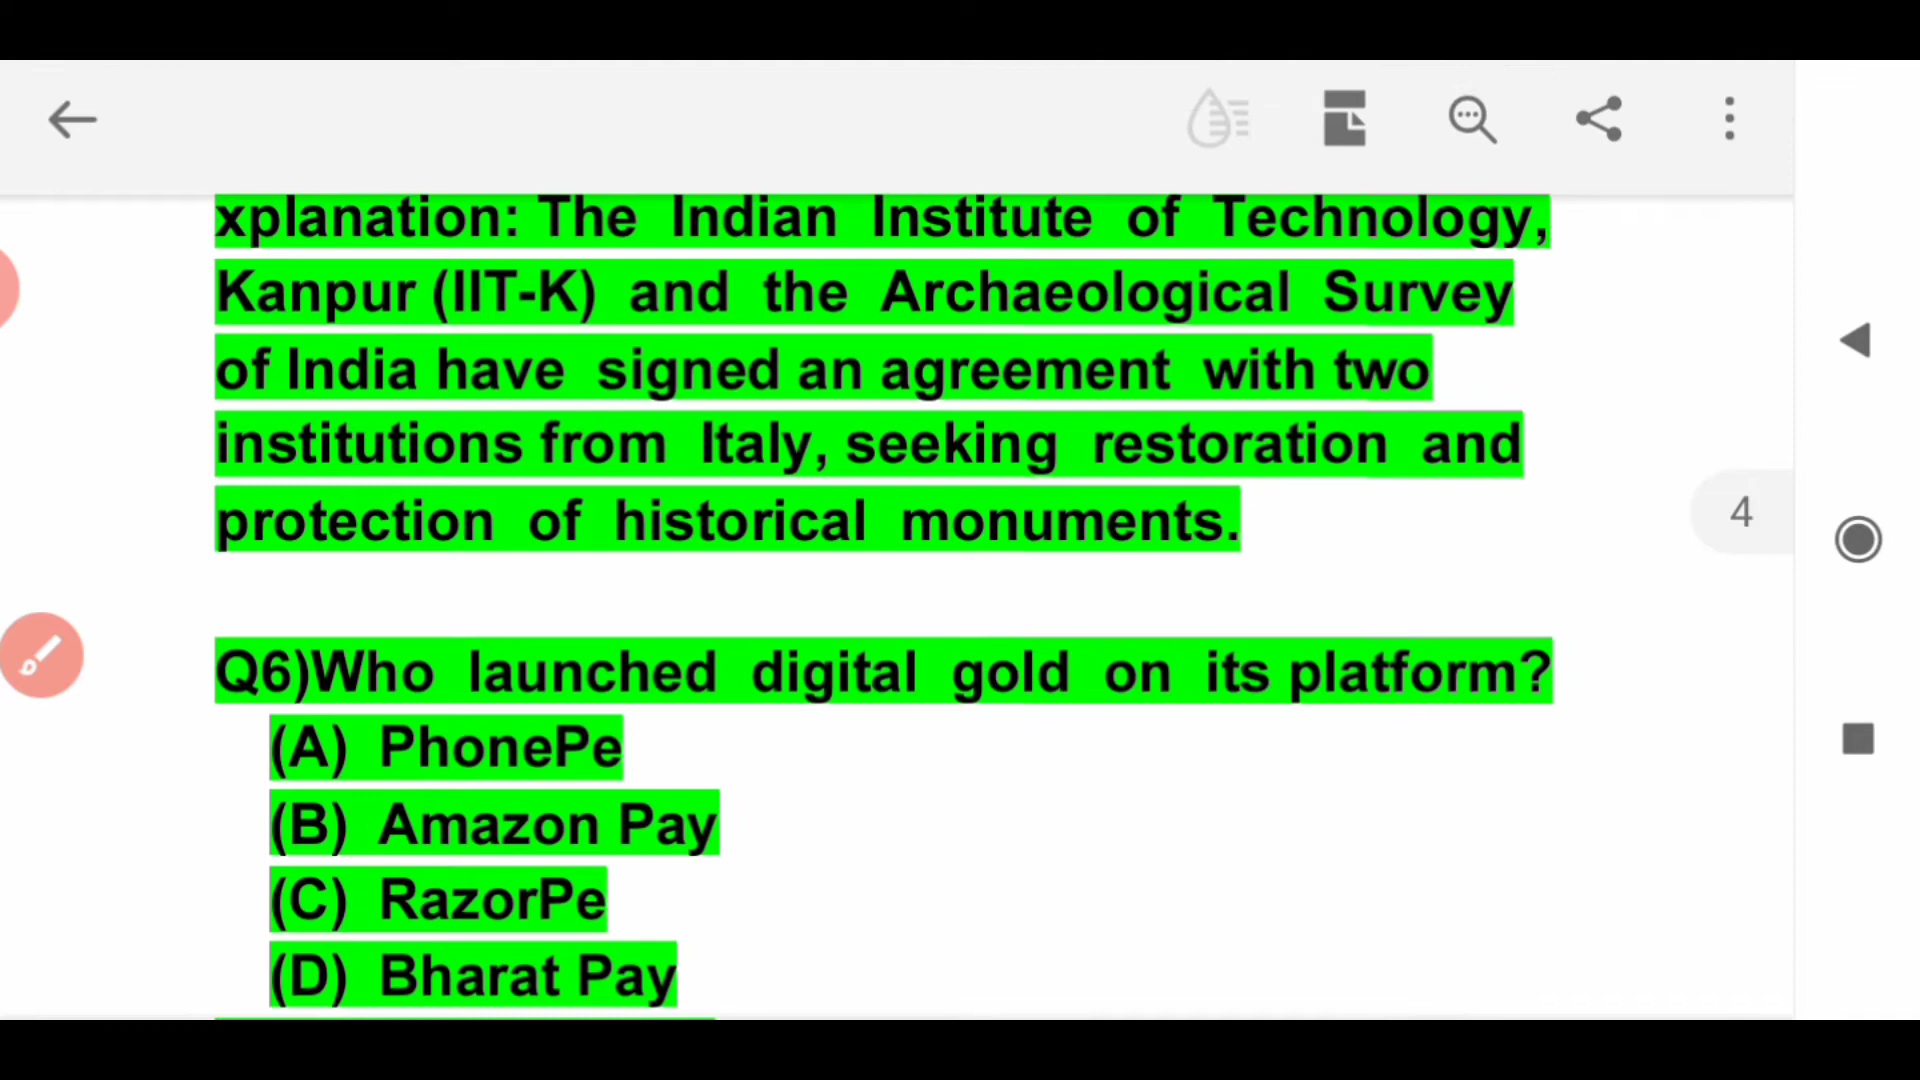 xplanation: The Indian Institute of Technology,
Kanpur (IIT-K) and the Archaeological Survey
of India have signed an agreement with two
institutions from Italy, seeking restoration and
protection of historical monuments.
4
Q6)Who launched digital gold on its platform?
(A) PhonePe
(B) Amazon Pay
(C) RazorPe
(D) Bharat Pay